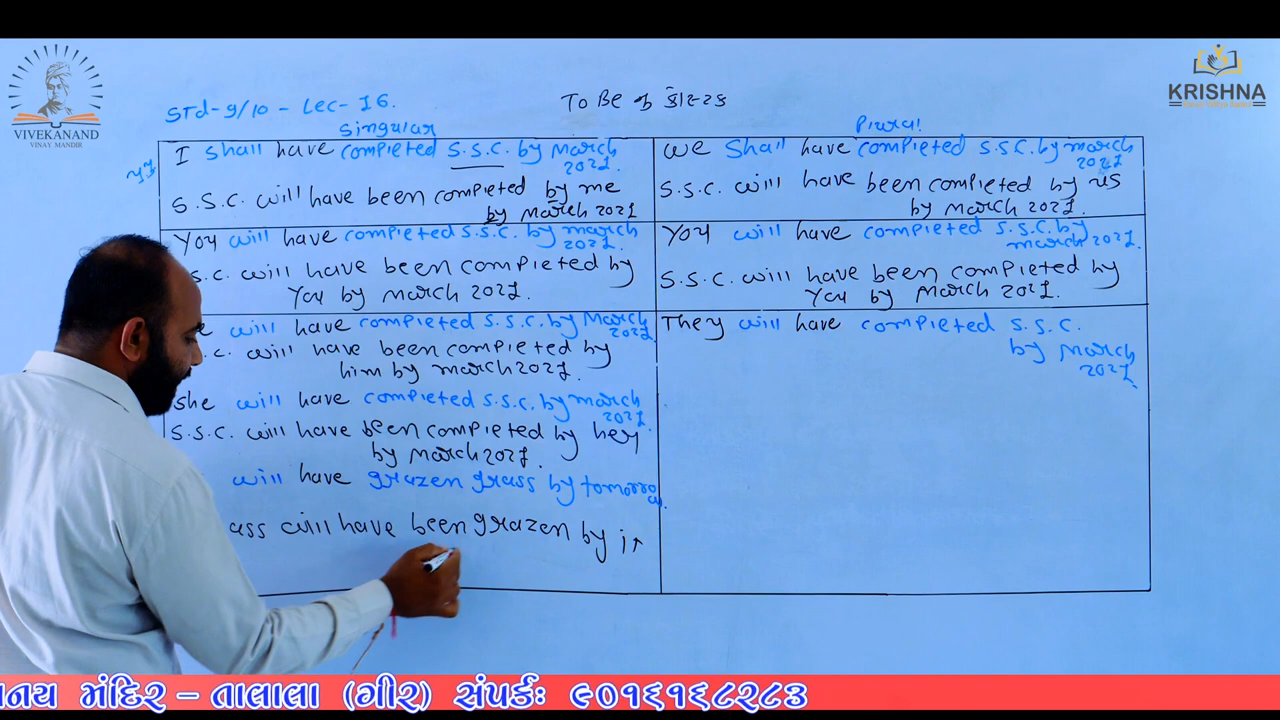 VIVEKANAND
VINAY MANDIR
KRISHNA
STd-9/10 - Lec-16.
To Be નું કોષ્ટક
Singular
Plural
I shall have completed S.S.C. by March
2021.
S.S.C. will have been completed by me
by March 2021
You will have completed S.S.C. by march
2021.
S.C. will have been completed by
You by march 2021.
e will have completed S.S.C. by March
2021.
C. will have been completed by
him by march 2021.
she will have completed S.S.C. by march
2021.
S.S.C. will have been completed by her
by March 2021.
will have grazen grass by tomorrow.
ass will have been grazen by it
We Shall have completed S.S.C. by march
2021
S.S.C. will have been completed by us
by March 2021.
You will have completed S.S.C. by
march 2021.
S.S.C. will have been completed by
You by March 2021.
They will have completed S.S.C.
by March
2021.
નય મંદિર – તાલાલા (ગીર) સંપર્કઃ ૯૦૧૬૧૬૮૨૮૩